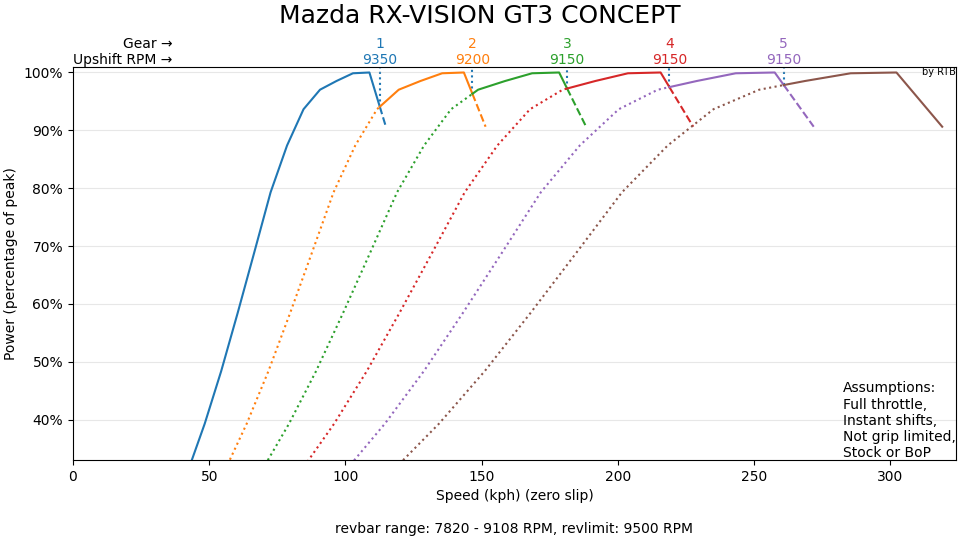 Mazda RX-VISION GT3 CONCEPT
Gear → 1 2 3 4 5
Upshift RPM → 9350 9200 9150 9150 9150
by RTB
100%
90%
80%
70%
60%
50%
40%
Power (percentage of peak)
Assumptions:
Full throttle,
Instant shifts,
Not grip limited,
Stock or BoP
0 50 100 150 200 250 300
Speed (kph) (zero slip)
revbar range: 7820 - 9108 RPM, revlimit: 9500 RPM